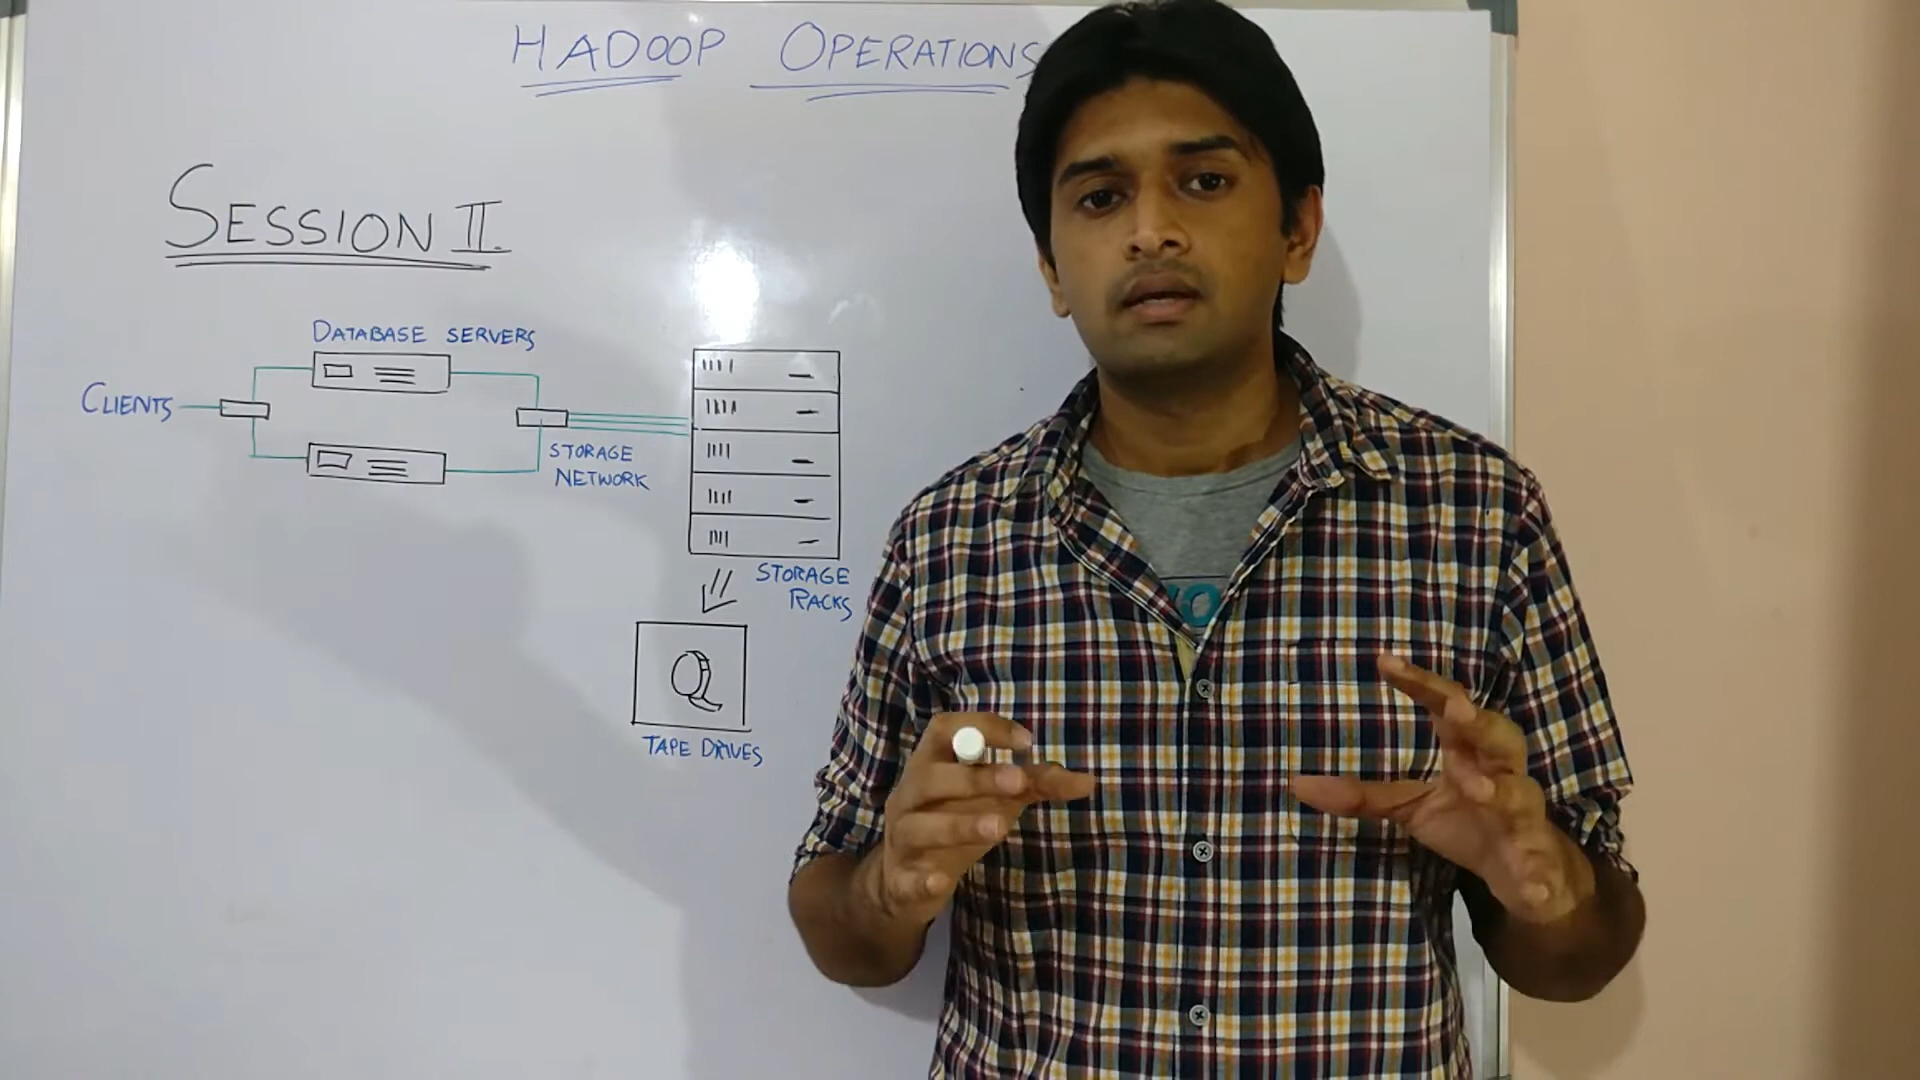 HADOOP OPERATIONS
SESSION II.
DATABASE SERVERS
CLIENTS
STORAGE
NETWORK
STORAGE
RACKS
TAPE DRIVES